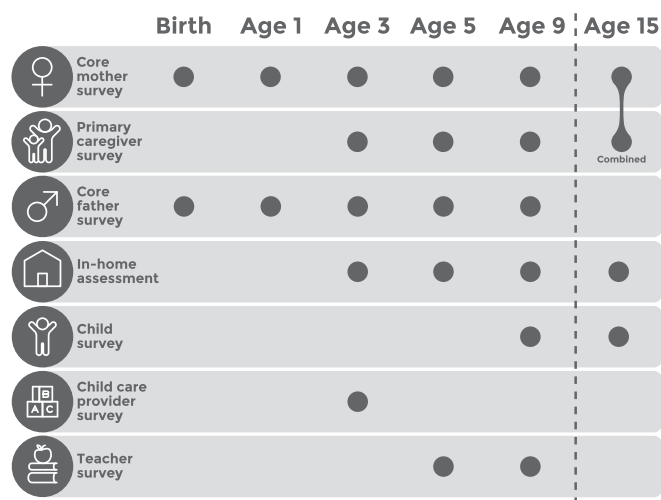 Birth Age 1 Age 3 Age 5 Age 9 Age 15
Core
mother
survey
Primary
caregiver
survey
Combined
Core
father
survey
In-home
assessment
Child
survey
B
A C
Child care
provider
survey
Teacher
survey